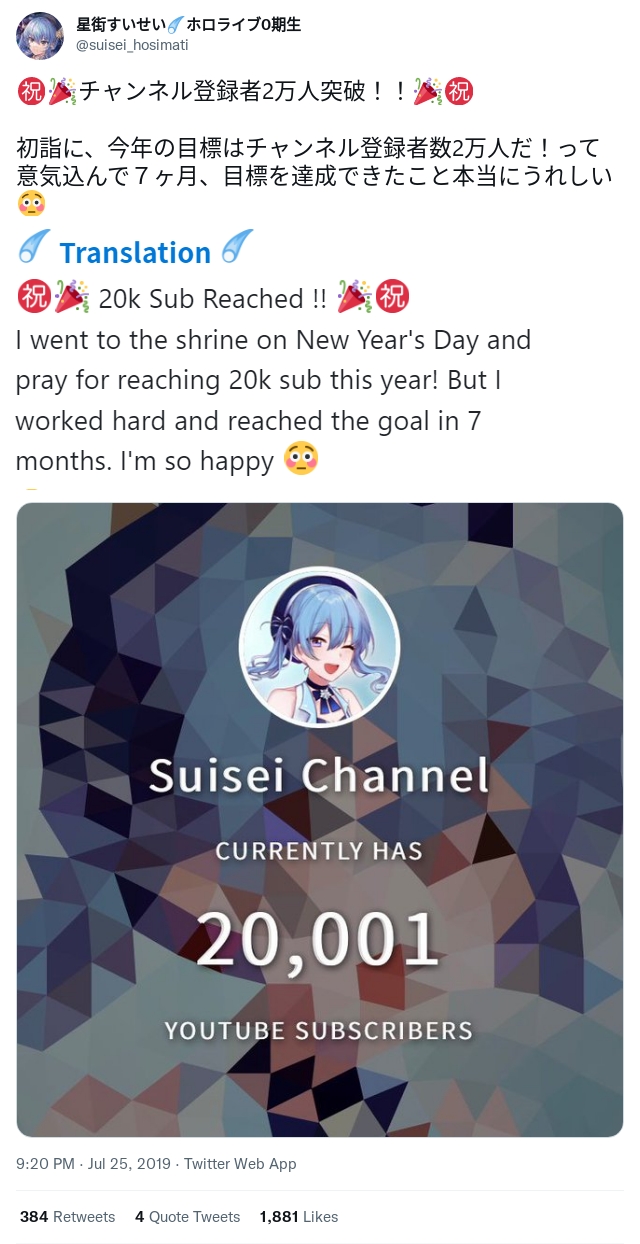 星街すいせい☄️ホロライブ0期生
@suisei_hosimati
㊗️🎉チャンネル登録者2万人突破！！🎉㊗️
初詣に、今年の目標はチャンネル登録者数2万人だ！って
意気込んで７ヶ月、目標を達成できたこと本当にうれしい
😳
☄️ Translation ☄️
㊗️🎉 20k Sub Reached !! 🎉㊗️
I went to the shrine on New Year's Day and
pray for reaching 20k sub this year! But I
worked hard and reached the goal in 7
months. I'm so happy 😳
Suisei Channel
CURRENTLY HAS
20,001
YOUTUBE SUBSCRIBERS
9:20 PM · Jul 25, 2019 · Twitter Web App
384 Retweets 4 Quote Tweets 1,881 Likes